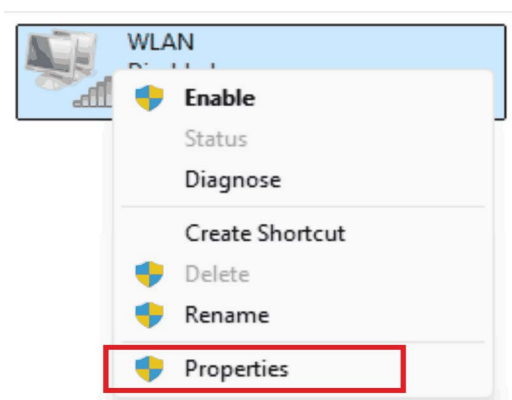 WLAN
Enable
Status
Diagnose
Create Shortcut
Delete
Rename
Properties